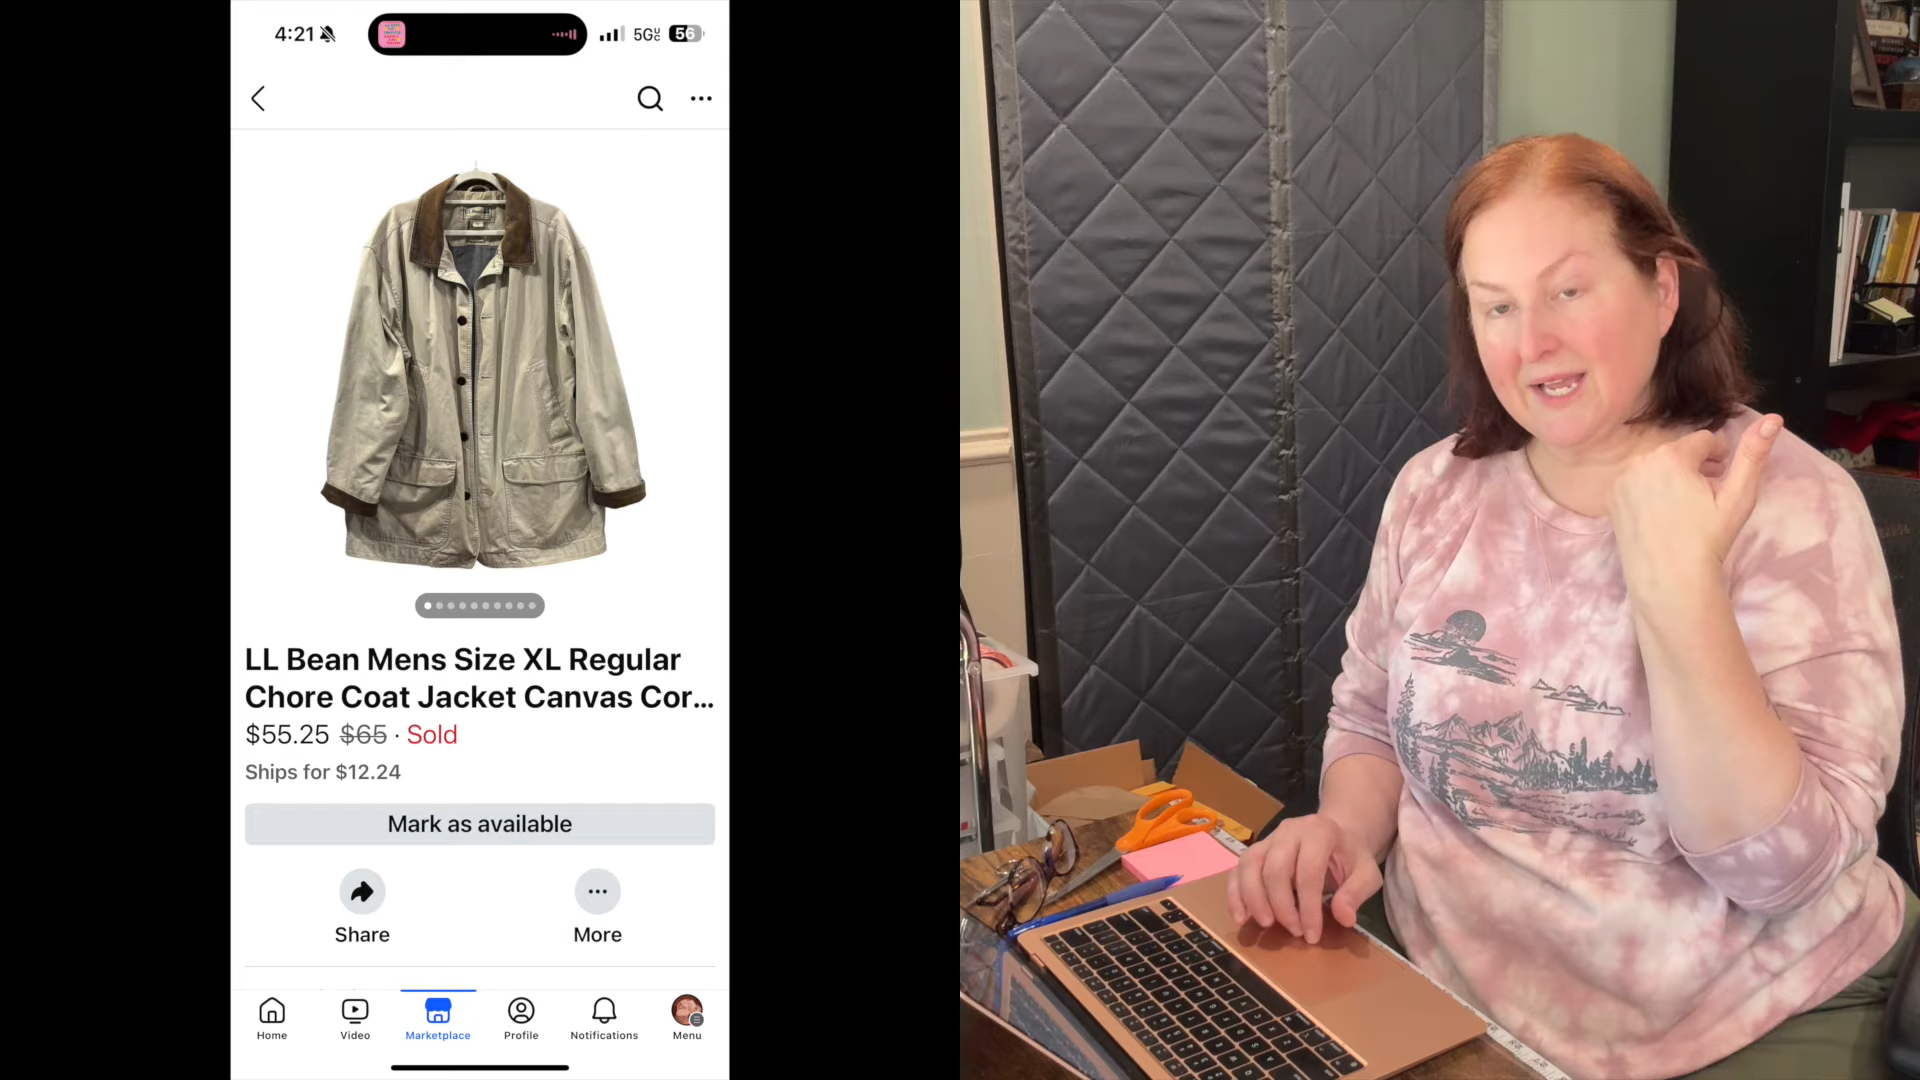 4:21
5G
56
LL Bean Mens Size XL Regular
Chore Coat Jacket Canvas Cor...
$55.25 $65 · Sold
Ships for $12.24
Mark as available
Share
More
Home
Video
Marketplace
Profile
Notifications
Menu